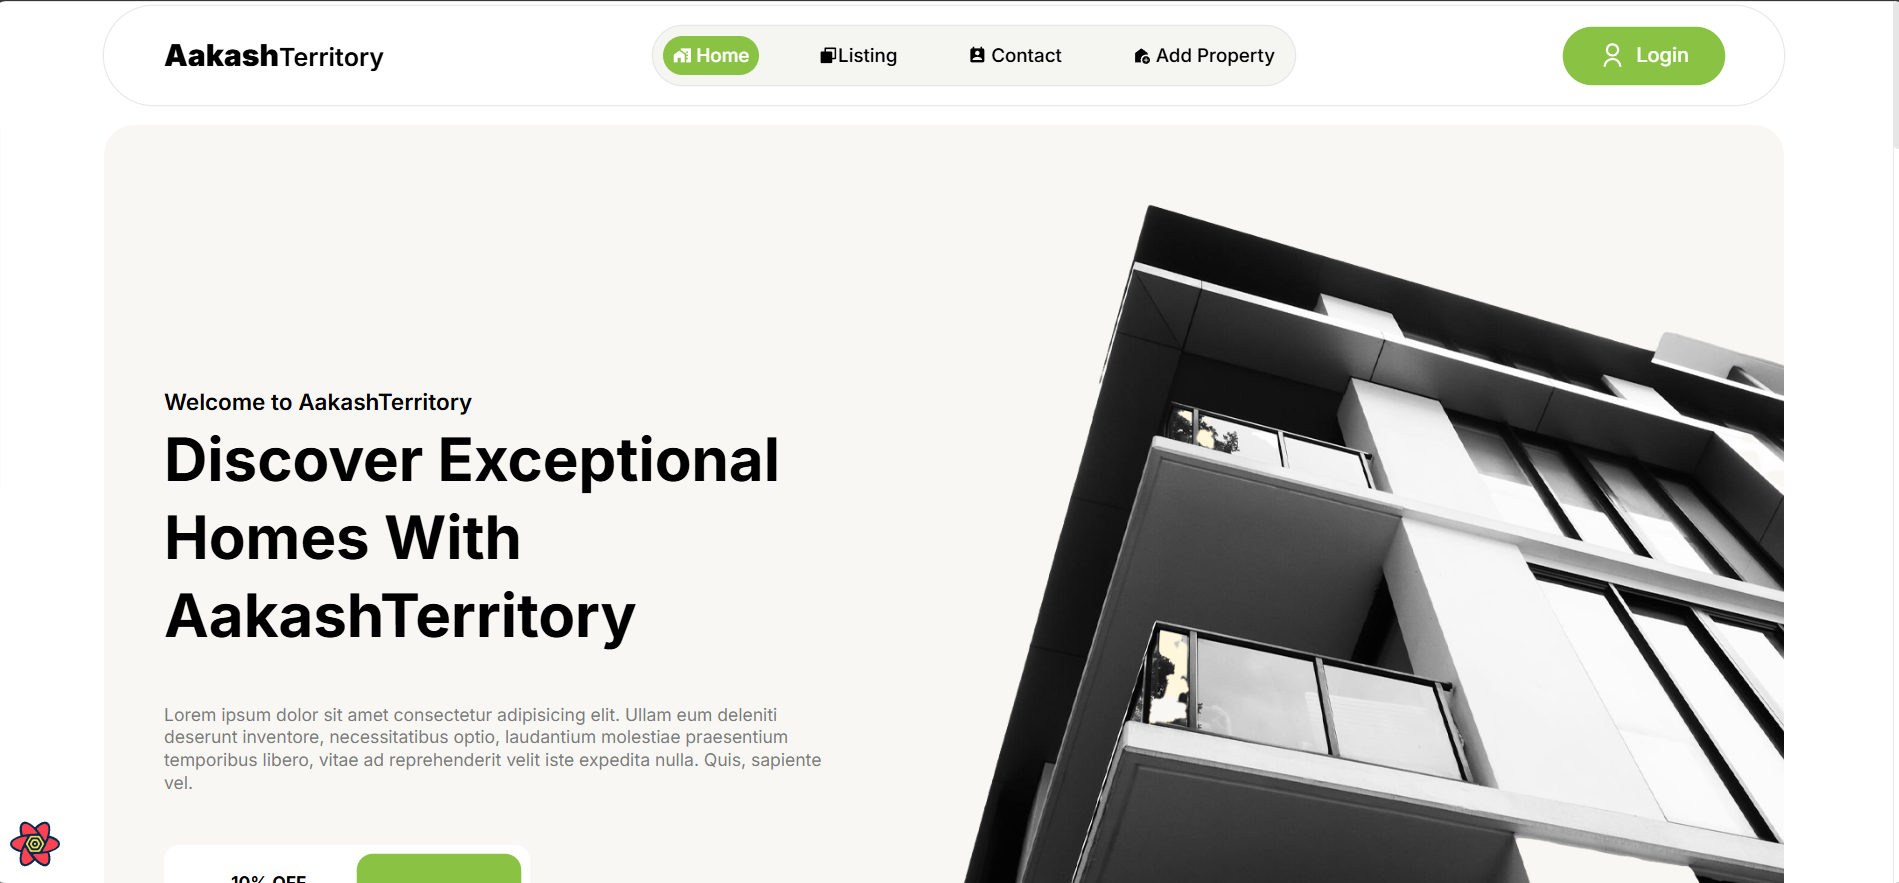 AakashTerritory
Home
Listing
Contact
Add Property
Login
Welcome to AakashTerritory
Discover Exceptional
Homes With
AakashTerritory
Lorem ipsum dolor sit amet consectetur adipisicing elit. Ullam eum deleniti
deserunt inventore, necessitatibus optio, laudantium molestiae praesentium
temporibus libero, vitae ad reprehenderit velit iste expedita nulla. Quis, sapiente
vel.
10% OFF